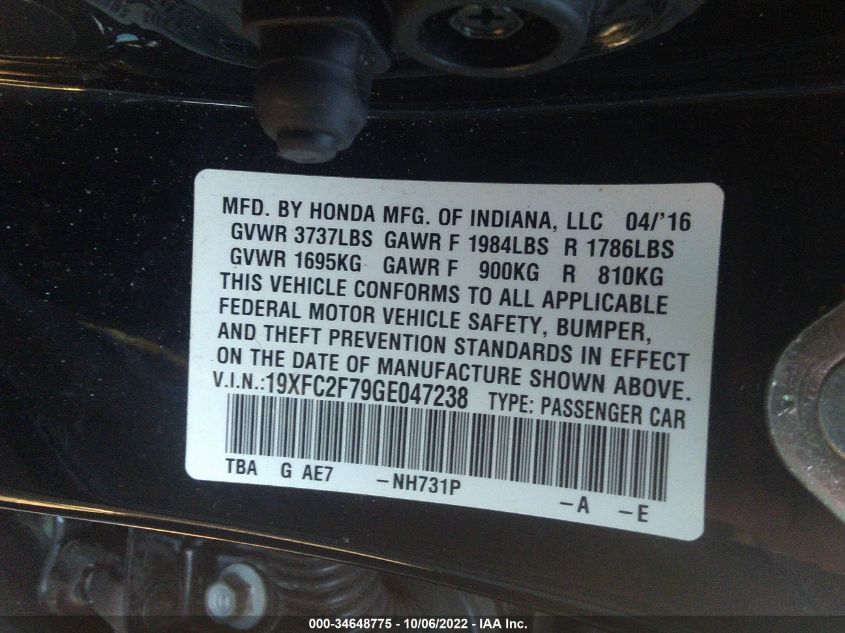 MFD. BY HONDA MFG. OF INDIANA, LLC 04/'16
GVWR 3737LBS GAWR F 1984LBS R 1786LBS
GVWR 1695KG GAWR F 900KG R 810KG
THIS VEHICLE CONFORMS TO ALL APPLICABLE
FEDERAL MOTOR VEHICLE SAFETY, BUMPER,
AND THEFT PREVENTION STANDARDS IN EFFECT
ON THE DATE OF MANUFACTURE SHOWN ABOVE.
V.I.N.:19XFC2F79GE047238 TYPE: PASSENGER CAR
TBA G AE7 -NH731P -A -E
000-34648775 - 10/06/2022 - IAA Inc.